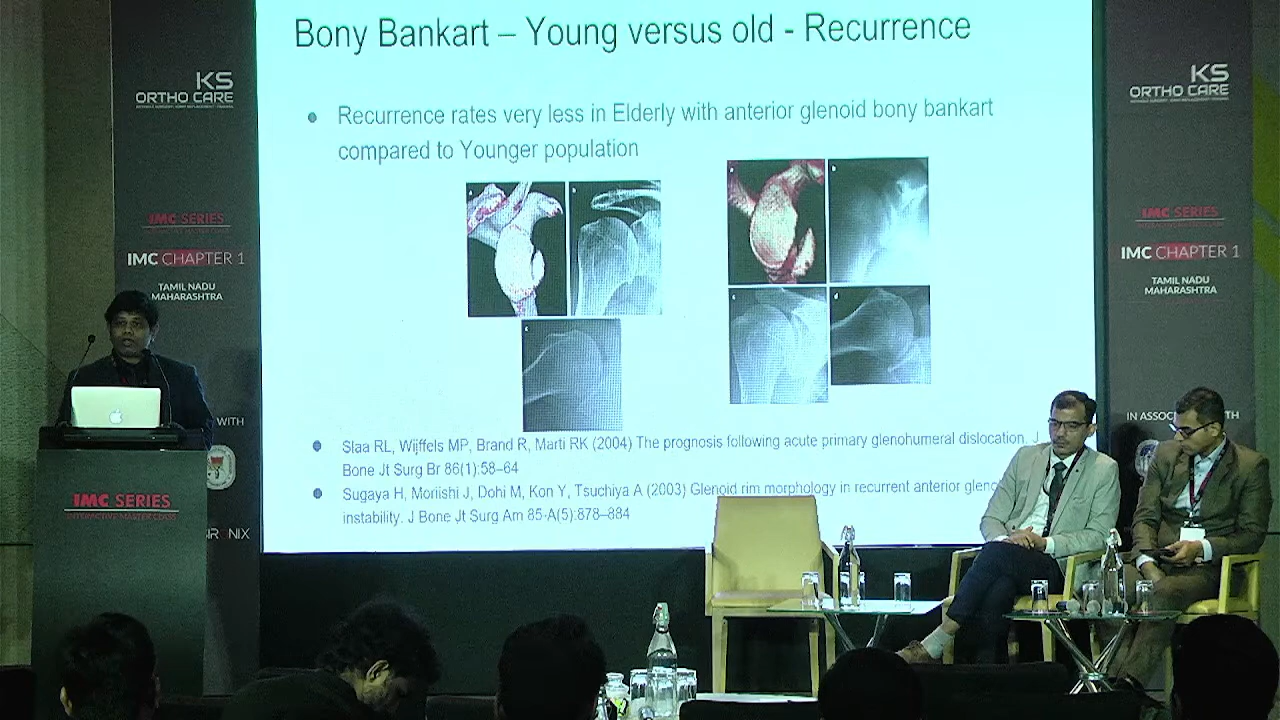 Bony Bankart – Young versus old - Recurrence
Recurrence rates very less in Elderly with anterior glenoid bony bankart
compared to Younger population
Slaa RL, Wijffels MP, Brand R, Marti RK (2004) The prognosis following acute primary glenohumeral dislocation. J
Bone Jt Surg Br 86(1):58–64
Sugaya H, Moriishi J, Dohi M, Kon Y, Tsuchiya A (2003) Glenoid rim morphology in recurrent anterior
instability. J Bone Jt Surg Am 85-A(5):878–884
KS
ORTHO CARE
IMC SERIES
IMC CHAPTER 1
TAMIL NADU
MAHARASHTRA
WITH
IMC SERIES
INTERACTIVE MASTER CLASS
KS
ORTHO CARE
IMC SERIES
INTERACTIVE MASTER CLASS
IMC CHAPTER 1
TAMIL NADU
MAHARASHTRA